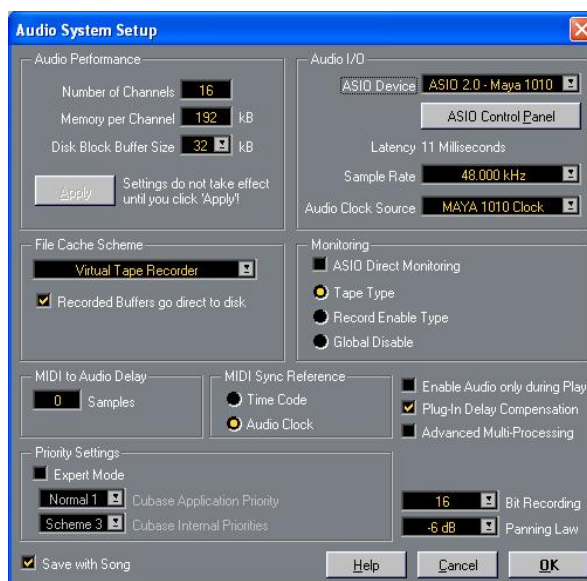 Audio System Setup
Audio Performance
Number of Channels 16
Memory per Channel 192 kB
Disk Block Buffer Size 32 kB
Apply
Settings do not take effect
until you click 'Apply'!
Audio I/O
ASIO Device ASIO 2.0 - Maya 1010
ASIO Control Panel
Latency 11 Milliseconds
Sample Rate 48.000 kHz
Audio Clock Source MAYA 1010 Clock
File Cache Scheme
Virtual Tape Recorder
Recorded Buffers go direct to disk
Monitoring
ASIO Direct Monitoring
Tape Type
Record Enable Type
Global Disable
MIDI to Audio Delay
0 Samples
MIDI Sync Reference
Time Code
Audio Clock
Enable Audio only during Play
Plug-In Delay Compensation
Advanced Multi-Processing
Priority Settings
Expert Mode
Normal 1 Cubase Application Priority
Scheme 3 Cubase Internal Priorities
16 Bit Recording
-6 dB Panning Law
Save with Song
Help Cancel OK